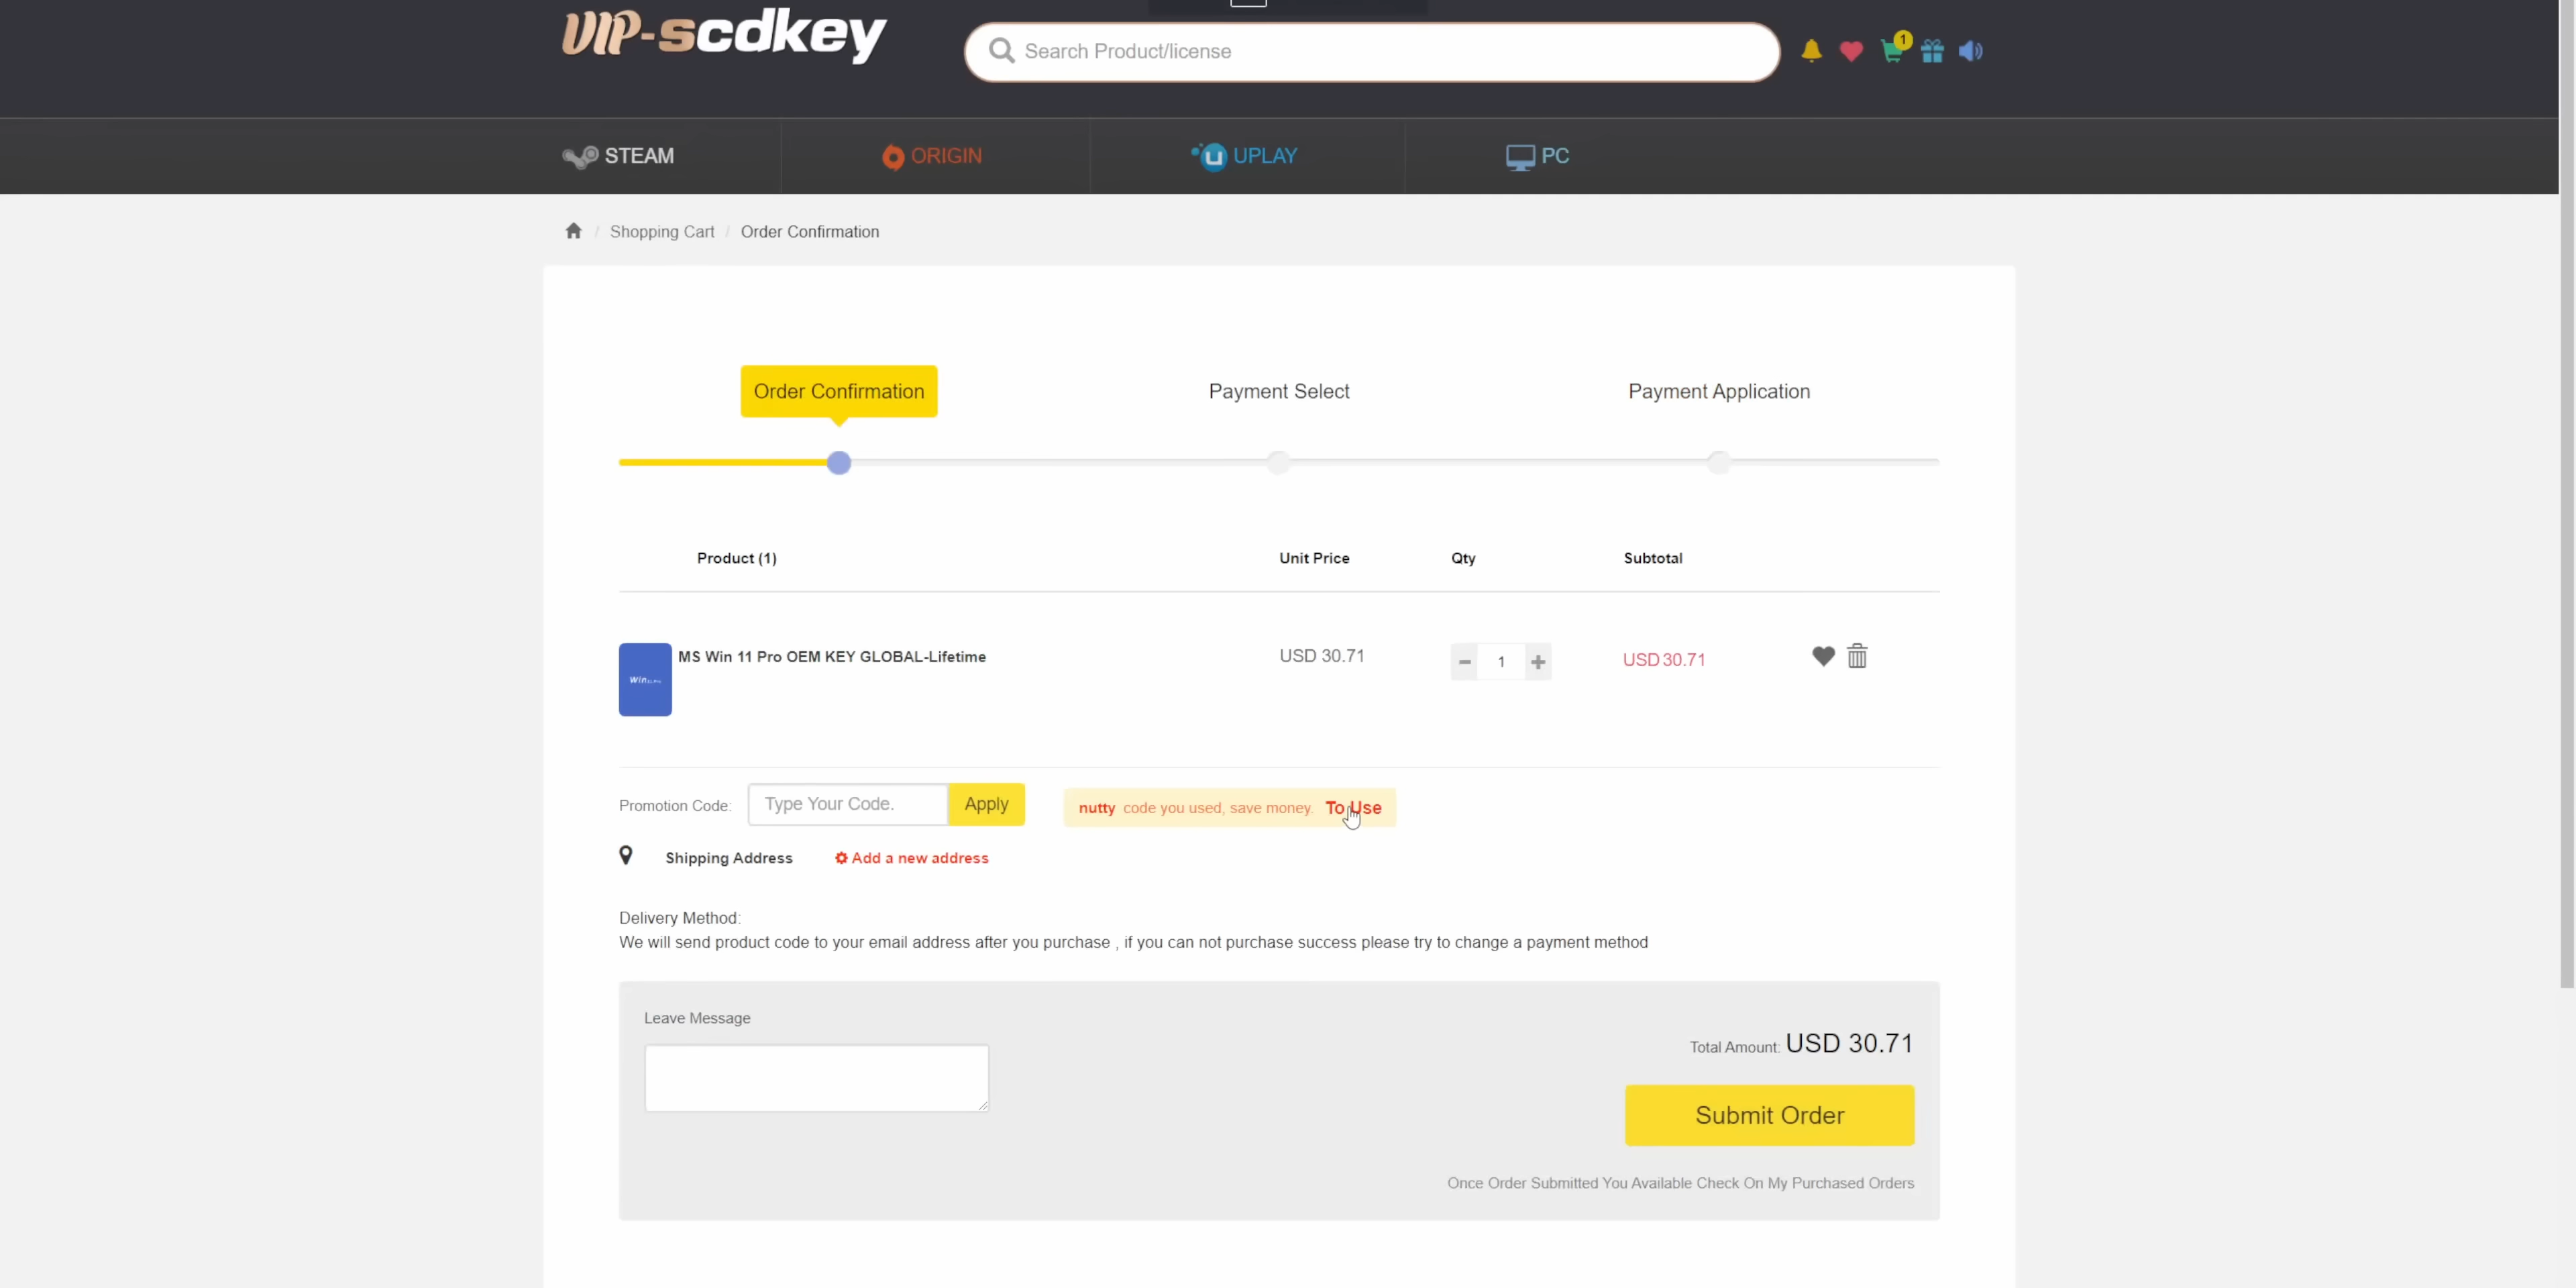 VIP-scdkey
Search Product/license
1
STEAM
ORIGIN
UPLAY
PC
/ Shopping Cart / Order Confirmation
Order Confirmation
Payment Select
Payment Application
Product (1)
Unit Price
Qty
Subtotal
Win
MS Win 11 Pro OEM KEY GLOBAL-Lifetime
USD 30.71
1
USD 30.71
Promotion Code:
Type Your Code.
Apply
nutty code you used, save money. To Use
Shipping Address
Add a new address
Delivery Method:
We will send product code to your email address after you purchase , if you can not purchase success please try to change a payment method
Leave Message
Total Amount: USD 30.71
Submit Order
Once Order Submitted You Available Check On My Purchased Orders